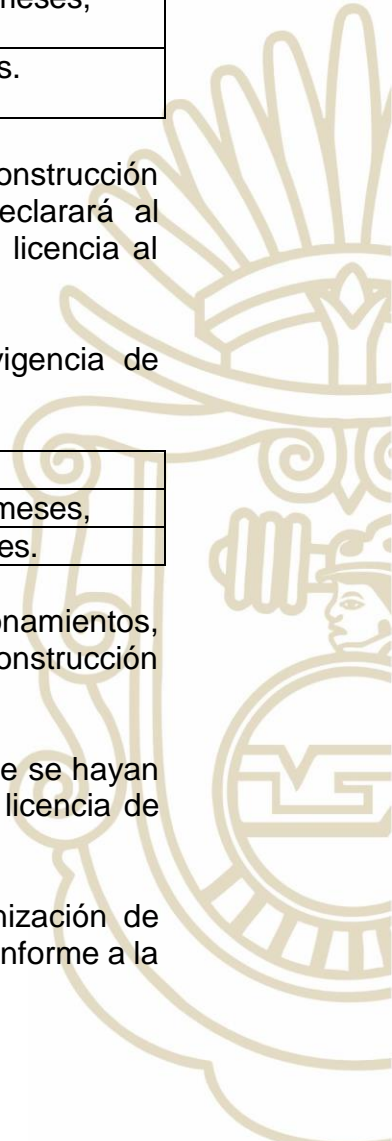 meses,
s.
onstrucción
eclarará al
licencia al
vigencia de
meses,
es.
onamientos,
onstrucción
e se hayan
licencia de
nización de
nforme a la